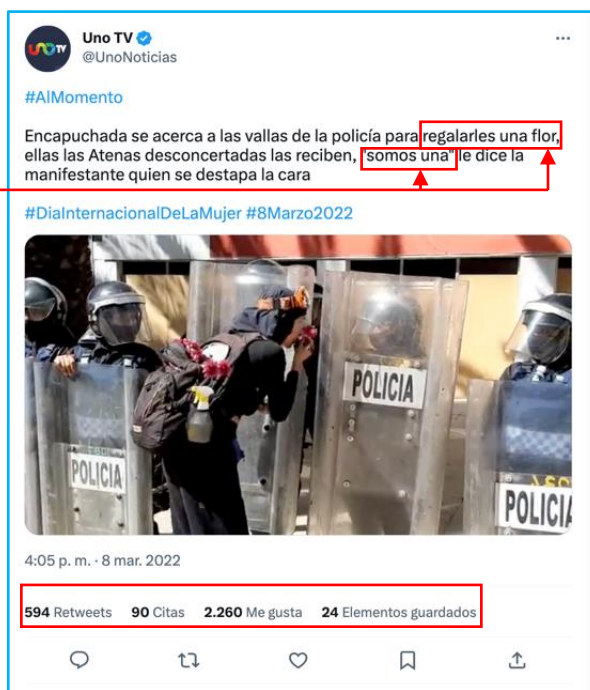 UNOTV
Uno TV
@UnoNoticias
#AlMomento
Encapuchada se acerca a las vallas de la policía para regalarles una flor,
ellas las Atenas desconcertadas las reciben, "somos una" le dice la
manifestante quien se destapa la cara
#DiaInternacionalDeLaMujer #8Marzo2022
POLICIA
POLICIA
POLICIA
4:05 p. m. · 8 mar. 2022
594 Retweets 90 Citas 2.260 Me gusta 24 Elementos guardados